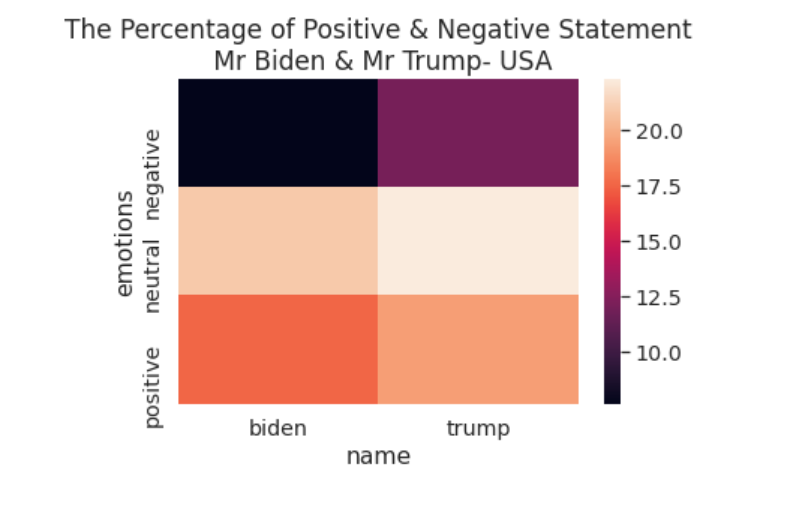 The Percentage of Positive & Negative Statement
Mr Biden & Mr Trump- USA
emotions
negative
neutral
positive
biden
trump
name
20.0
17.5
15.0
12.5
10.0